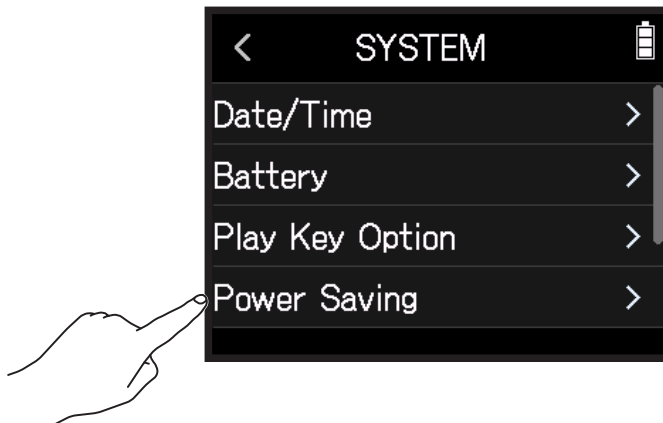 SYSTEM
Date/Time
Battery
Play Key Option
Power Saving